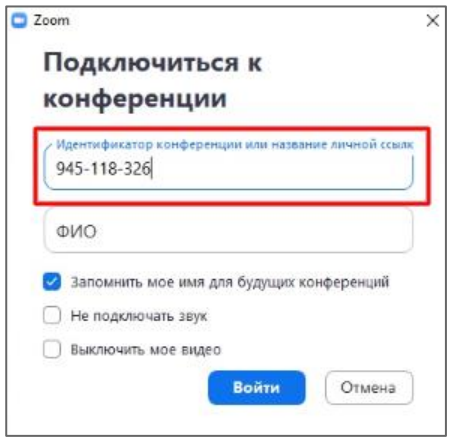 Zoom
Подключиться к
конференции
Идентификатор конференции или название личной ссылк
945-118-326
ФИО
Запомнить мое имя для будущих конференций
Не подключать звук
Выключить мое видео
Войти
Отмена